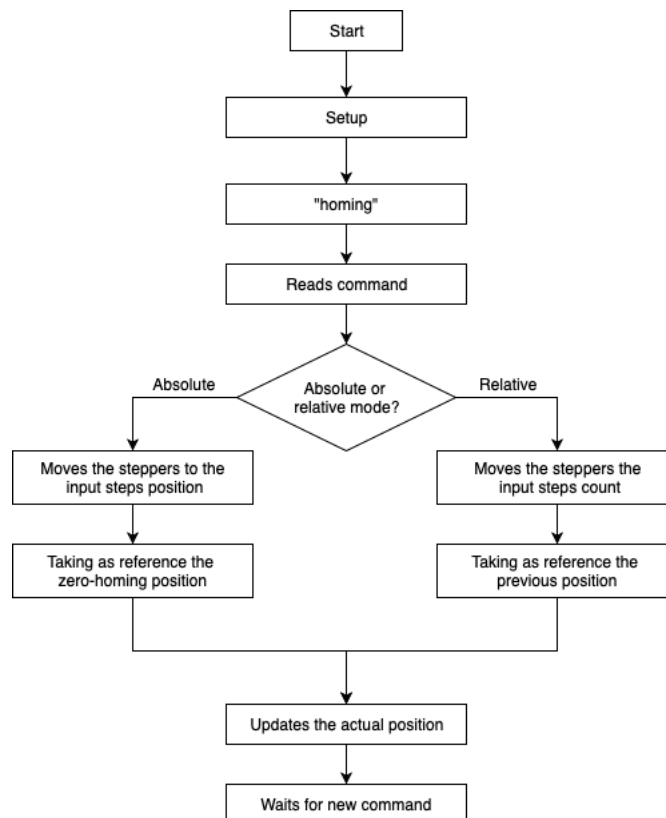 Start
Setup
"homing"
Reads command
Absolute or
relative mode?
Absolute
Relative
Moves the steppers to the
input steps position
Moves the steppers the
input steps count
Taking as reference the
zero-homing position
Taking as reference the
previous position
Updates the actual position
Waits for new command